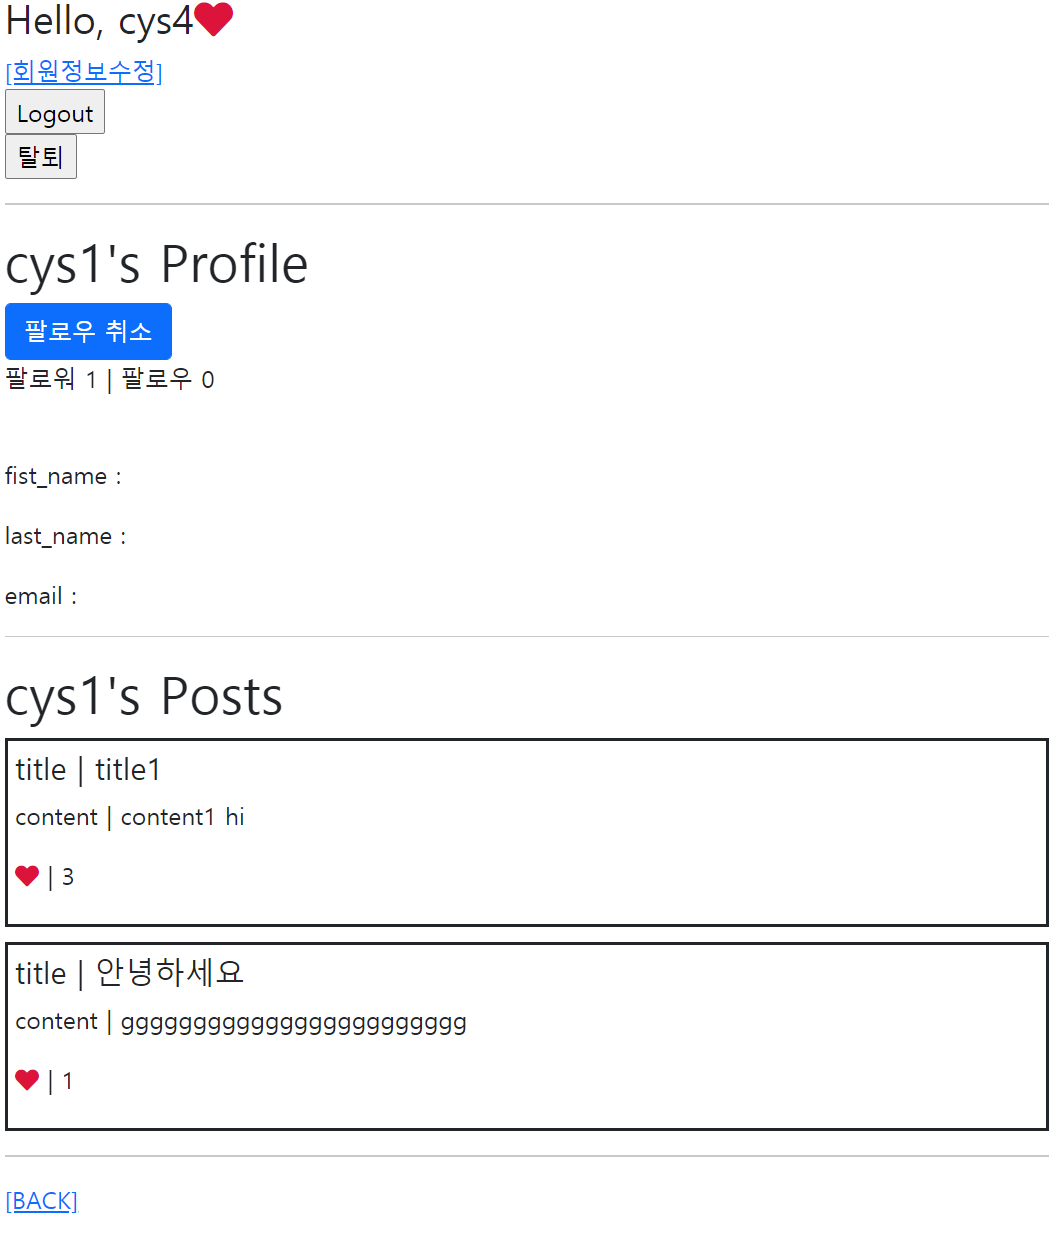 Hello, cys4
[회원정보수정]
Logout
탈퇴
cys1's Profile
팔로우 취소
팔로워 1 | 팔로우 0
fist_name :
last_name :
email :
cys1's Posts
title | title1
content | content1 hi
| 3
title | 안녕하세요
content | gggggggggggggggggggggggg
| 1
[BACK]